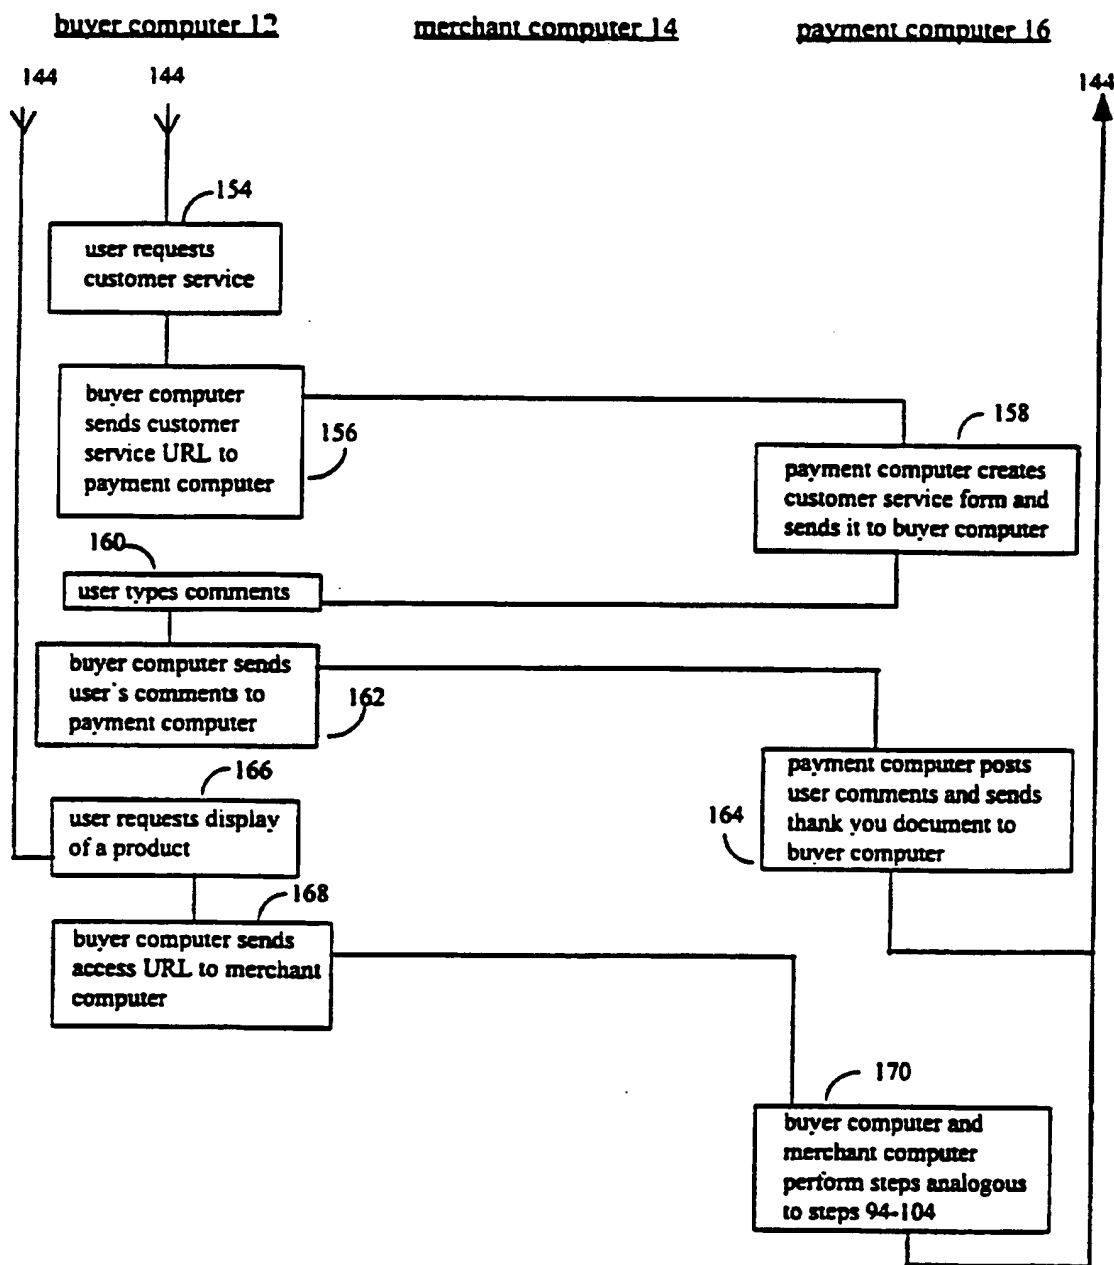 buyer computer 12
merchant computer 14
payment computer 16
144
144
144
154
user requests
customer service
buyer computer
sends customer
service URL to
payment computer
156
158
payment computer creates
customer service form and
sends it to buyer computer
160
user types comments
buyer computer sends
user's comments to
payment computer
162
164
payment computer posts
user comments and sends
thank you document to
buyer computer
166
user requests display
of a product
168
buyer computer sends
access URL to merchant
computer
170
buyer computer and
merchant computer
perform steps analogous
to steps 94-104